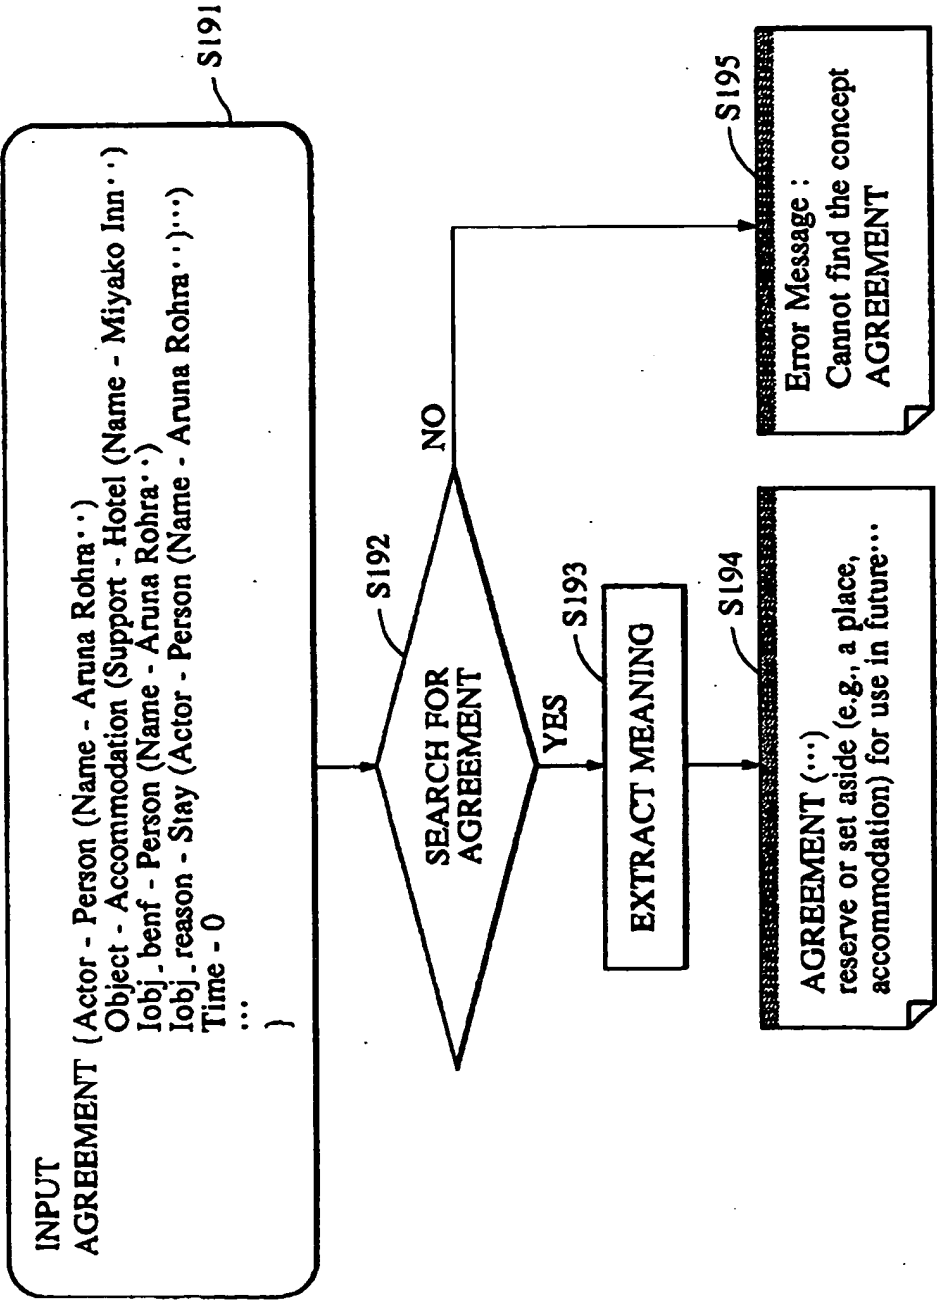 S191
INPUT
AGREEMENT {Actor - Person (Name - Aruna Rohra··)
Object - Accommodation (Support - Hotel (Name - Miyako Inn··)
Iobj_benf - Person (Name - Aruna Rohra··)
Iobj_reason - Stay (Actor - Person (Name - Aruna Rohra··)···)
Time - 0
···
}
S192
SEARCH FOR
AGREEMENT
NO
YES
S193
EXTRACT MEANING
S194
AGREEMENT (···)
reserve or set aside (e.g., a place,
accommodation) for use in future···
S195
Error Message :
Cannot find the concept
AGREEMENT